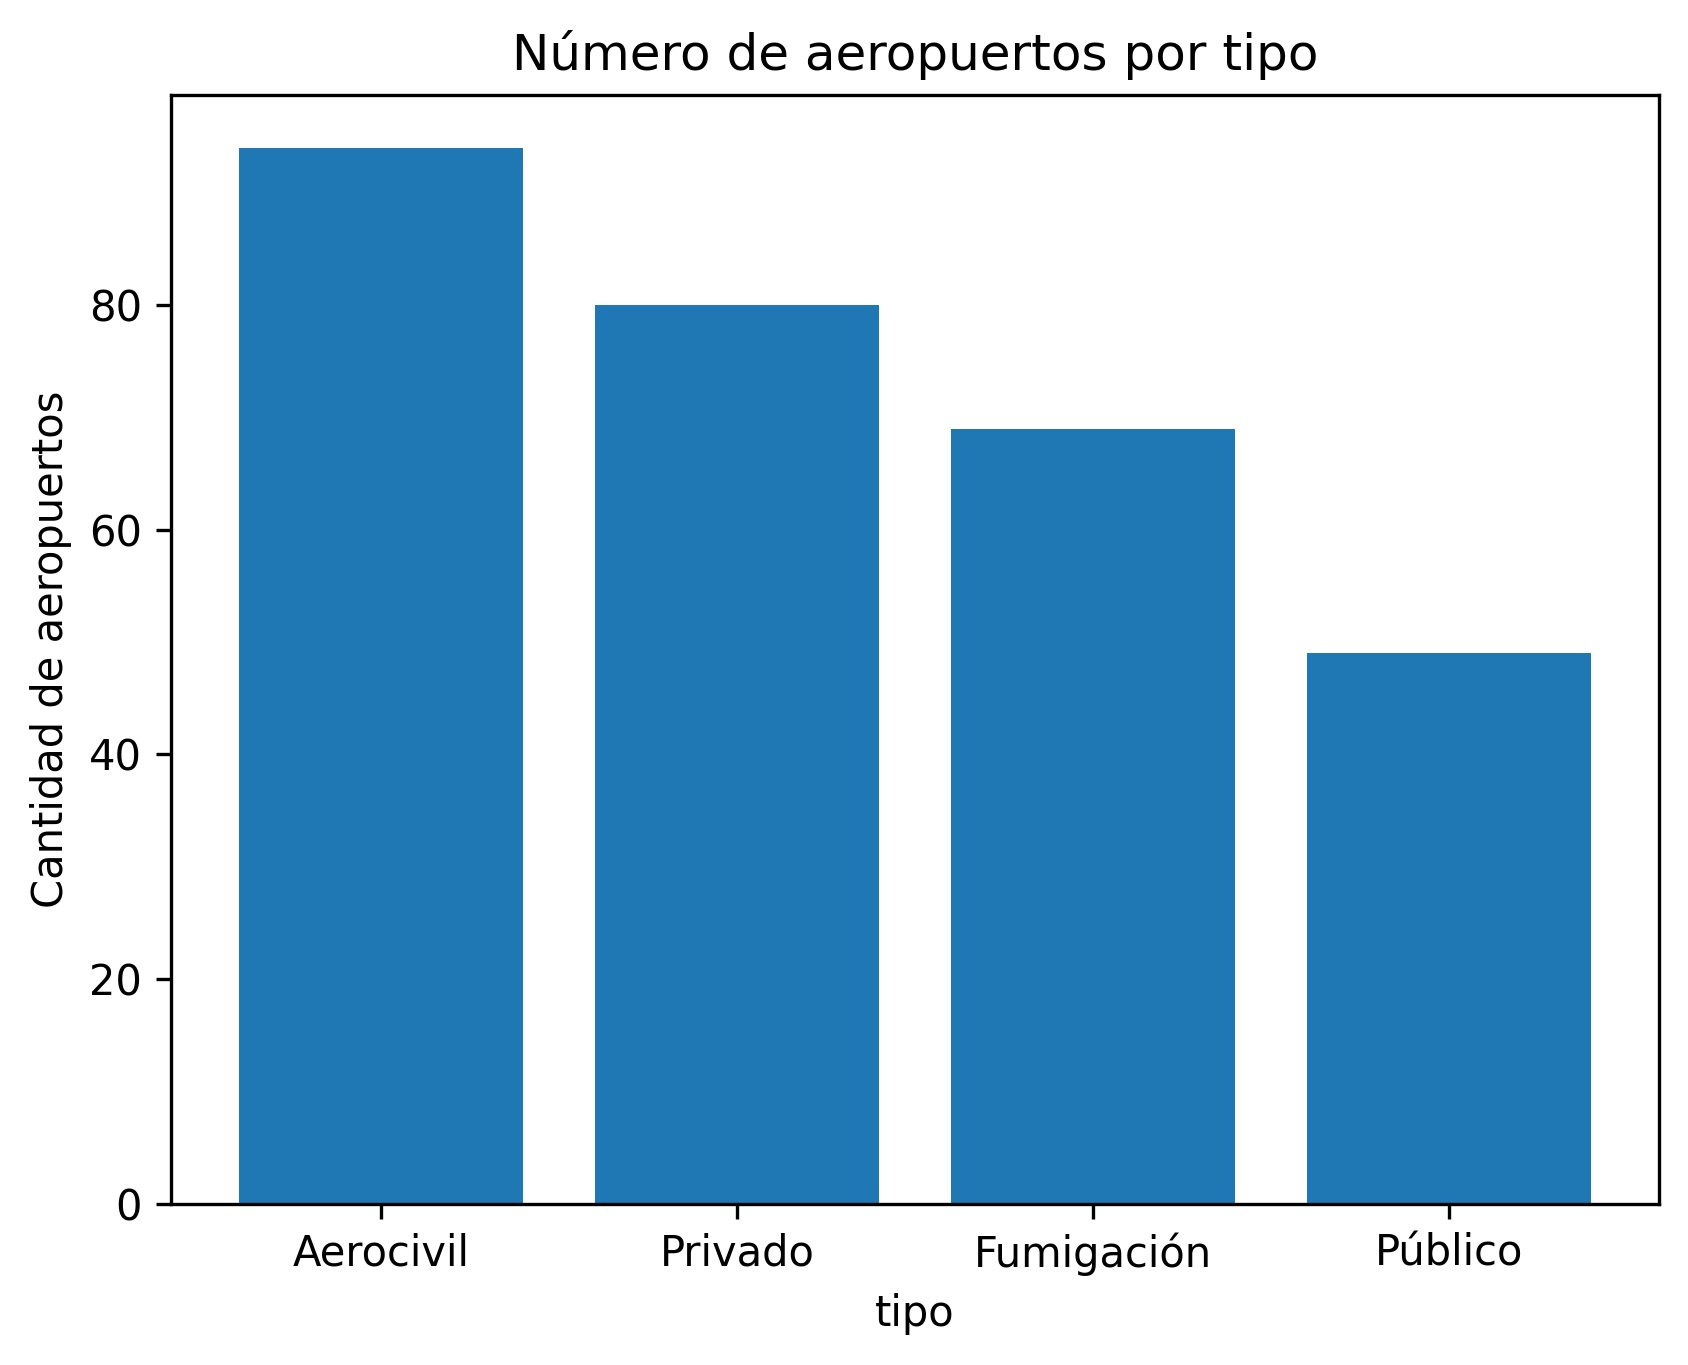 Número de aeropuertos por tipo
Cantidad de aeropuertos
80
60
40
20
0
Aerocivil
Privado
Fumigación
Público
tipo